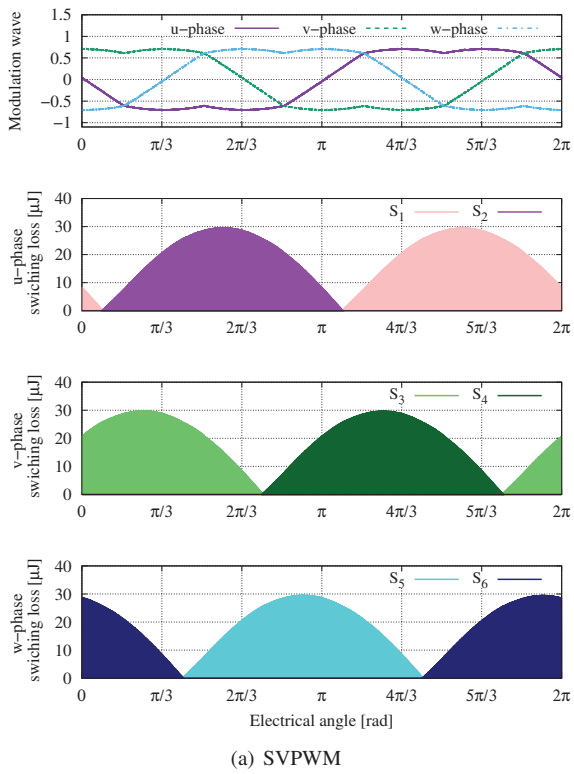 u−phase v−phase w−phase
Modulation wave
1.5
1
0.5
0
−0.5
−1
0 π/3 2π/3 π 4π/3 5π/3 2π
S1 S2
u−phase
swiching loss [μJ]
40
30
20
10
0
0 π/3 2π/3 π 4π/3 5π/3 2π
S3 S4
v−phase
swiching loss [μJ]
40
30
20
10
0
0 π/3 2π/3 π 4π/3 5π/3 2π
S5 S6
w−phase
swiching loss [μJ]
40
30
20
10
0
0 π/3 2π/3 π 4π/3 5π/3 2π
Electrical angle [rad]
(a) SVPWM